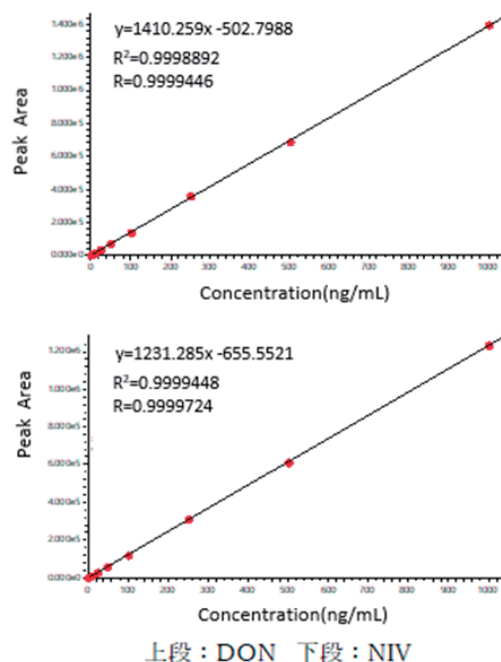 1.400e6
y=1410.259x -502.7988
1.200e6
R²=0.9998892
R=0.9999446
1.000e6
8.000e5
6.000e5
4.000e5
2.000e5
0.000e0
Peak Area
0 100 200 300 400 500 600 700 800 900 1000
Concentration(ng/mL)
y=1231.285x -655.5521
1.200e6
R²=0.9999448
R=0.9999724
1.000e6
8.000e5
6.000e5
4.000e5
2.000e5
0.000e0
Peak Area
0 100 200 300 400 500 600 700 800 900 1000
Concentration(ng/mL)
上段：DON 下段：NIV